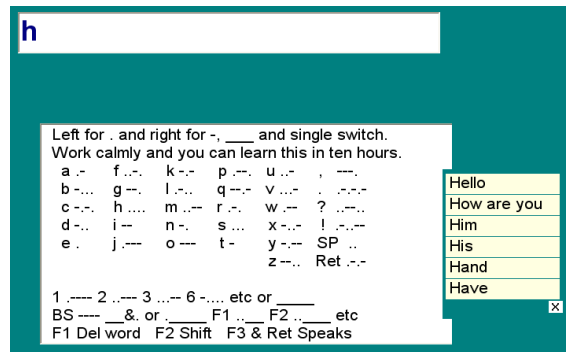 h
Left for . and right for -, ___ and single switch.
Work calmly and you can learn this in ten hours.
a .- f ..-. k -.- p .--. u ..- , ---.
b -... g --. l .-.. q --.- v ...- . .-.-.-
c -.-. h .... m ..-- r .-. w .-- ? ..--..
d -.. i -- n -. s ... x -..- ! .-..--
e . j .--- o --- t - y -.-- SP ..
z --.. Ret .-.-
1 .---- 2 ..--- 3 ...-- 6 -.... etc or ____
BS ---- __&. or .____ F1 ..__ F2 ..___ etc
F1 Del word F2 Shift F3 & Ret Speaks
Hello
How are you
Him
His
Hand
Have
x